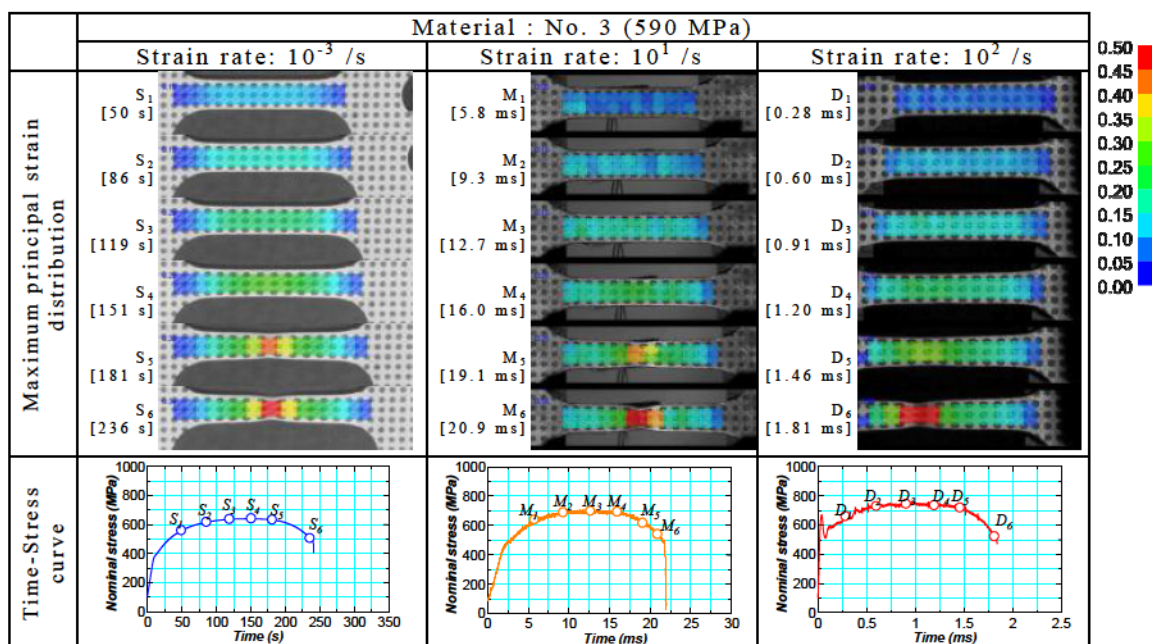 Material : No. 3 (590 MPa)
Strain rate: 10⁻³ /s
Strain rate: 10¹ /s
Strain rate: 10² /s
Maximum principal strain
distribution
S₁
[50 s]
S₂
[86 s]
S₃
[119 s]
S₄
[151 s]
S₅
[181 s]
S₆
[236 s]
M₁
[5.8 ms]
M₂
[9.3 ms]
M₃
[12.7 ms]
M₄
[16.0 ms]
M₅
[19.1 ms]
M₆
[20.9 ms]
D₁
[0.28 ms]
D₂
[0.60 ms]
D₃
[0.91 ms]
D₄
[1.20 ms]
D₅
[1.46 ms]
D₆
[1.81 ms]
0.50
0.45
0.40
0.35
0.30
0.25
0.20
0.15
0.10
0.05
0.00
Time-Stress
curve
Nominal stress (MPa)
1000
800
600
400
200
0
S₁ S₂ S₃ S₄ S₅ S₆
0 50 100 150 200 250 300 350
Time (s)
Nominal stress (MPa)
1000
800
600
400
200
0
M₁ M₂ M₃ M₄ M₅ M₆
0 10 20 30
Time (ms)
Nominal stress (MPa)
1000
800
600
400
200
0
D₁ D₂ D₃ D₄ D₅ D₆
0 0.5 1 1.5 2 2.5
Time (ms)